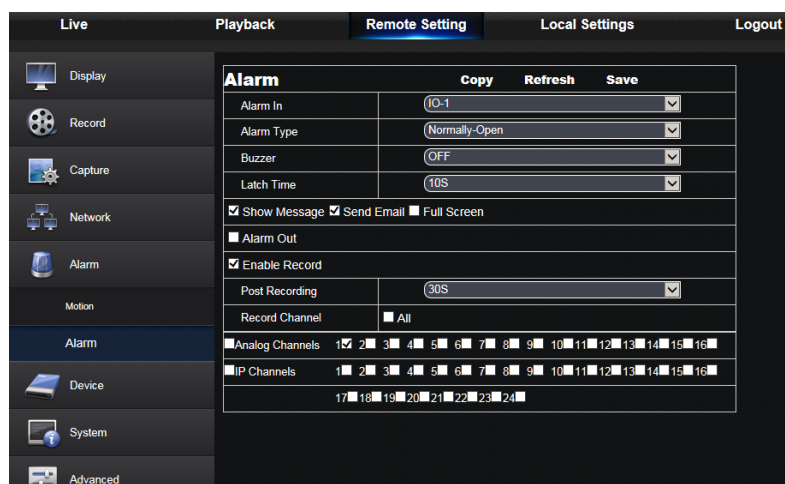 Live Playback Remote Setting Local Settings Logout
Display
Record
Capture
Network
Alarm
Motion
Alarm
Device
System
Advanced
Alarm Copy Refresh Save
Alarm In IO-1
Alarm Type Normally-Open
Buzzer OFF
Latch Time 10S
Show Message Send Email Full Screen
Alarm Out
Enable Record
Post Recording 30S
Record Channel All
Analog Channels 1 2 3 4 5 6 7 8 9 10 11 12 13 14 15 16
IP Channels 1 2 3 4 5 6 7 8 9 10 11 12 13 14 15 16
17 18 19 20 21 22 23 24